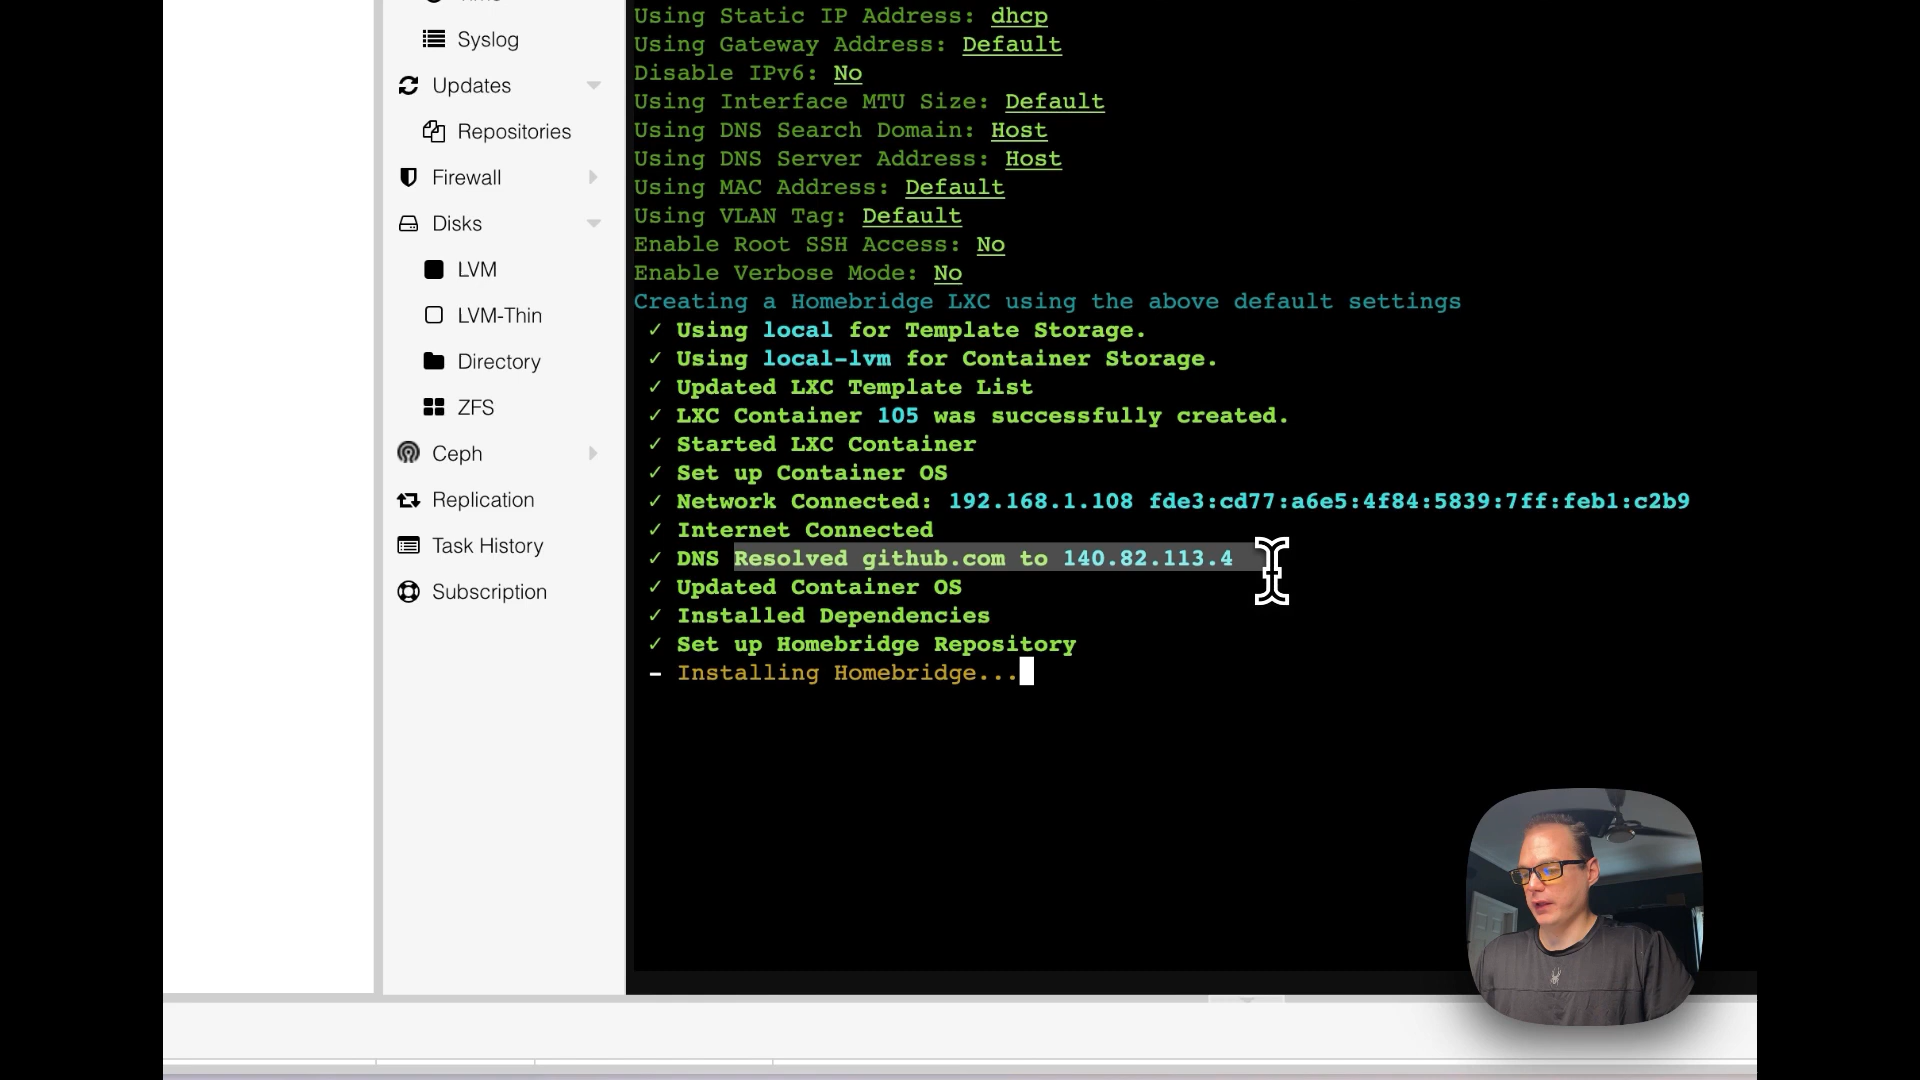 Syslog
Updates
Repositories
Firewall
Disks
LVM
LVM-Thin
Directory
ZFS
Ceph
Replication
Task History
Subscription
Using Static IP Address: dhcp
Using Gateway Address: Default
Disable IPv6: No
Using Interface MTU Size: Default
Using DNS Search Domain: Host
Using DNS Server Address: Host
Using MAC Address: Default
Using VLAN Tag: Default
Enable Root SSH Access: No
Enable Verbose Mode: No
Creating a Homebridge LXC using the above default settings
✓ Using local for Template Storage.
✓ Using local-lvm for Container Storage.
✓ Updated LXC Template List
✓ LXC Container 105 was successfully created.
✓ Started LXC Container
✓ Set up Container OS
✓ Network Connected: 192.168.1.108 fde3:cd77:a6e5:4f84:5839:7ff:feb1:c2b9
✓ Internet Connected
✓ DNS Resolved github.com to 140.82.113.4
✓ Updated Container OS
✓ Installed Dependencies
✓ Set up Homebridge Repository
- Installing Homebridge...